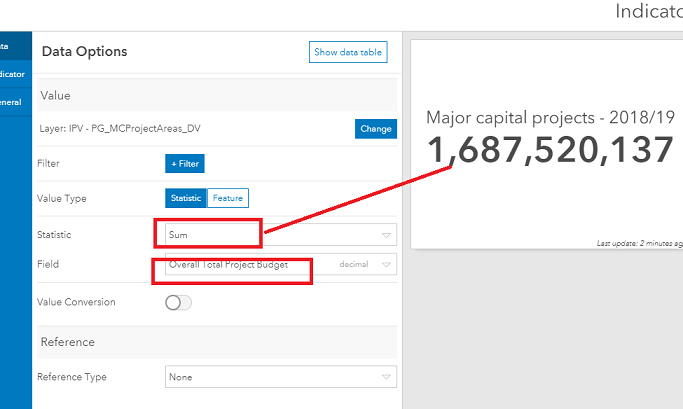 Indicato
ata
Data Options
Show data table
dicator
eneral
Value
Layer: IPV - PG_MCProjectAreas_DV
Change
Filter
+ Filter
Value Type
Statistic
Feature
Statistic
Sum
Field
Overall Total Project Budget
decimal
Value Conversion
Reference
Reference Type
None
Major capital projects - 2018/19
1,687,520,137
Last update: 2 minutes ag